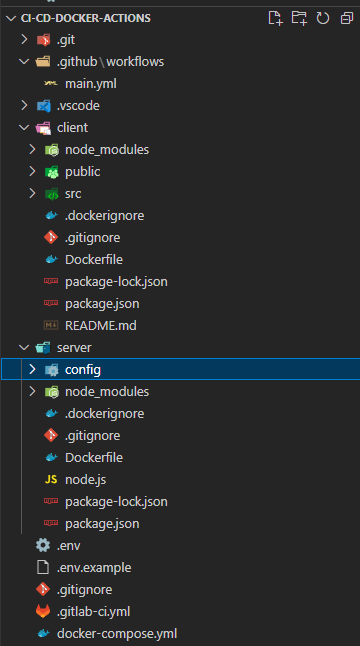 CI-CD-DOCKER-ACTIONS
.git
.github\workflows
main.yml
.vscode
client
node_modules
public
src
.dockerignore
.gitignore
Dockerfile
package-lock.json
package.json
README.md
server
config
node_modules
.dockerignore
.gitignore
Dockerfile
JS node.js
package-lock.json
package.json
.env
.env.example
.gitignore
.gitlab-ci.yml
docker-compose.yml